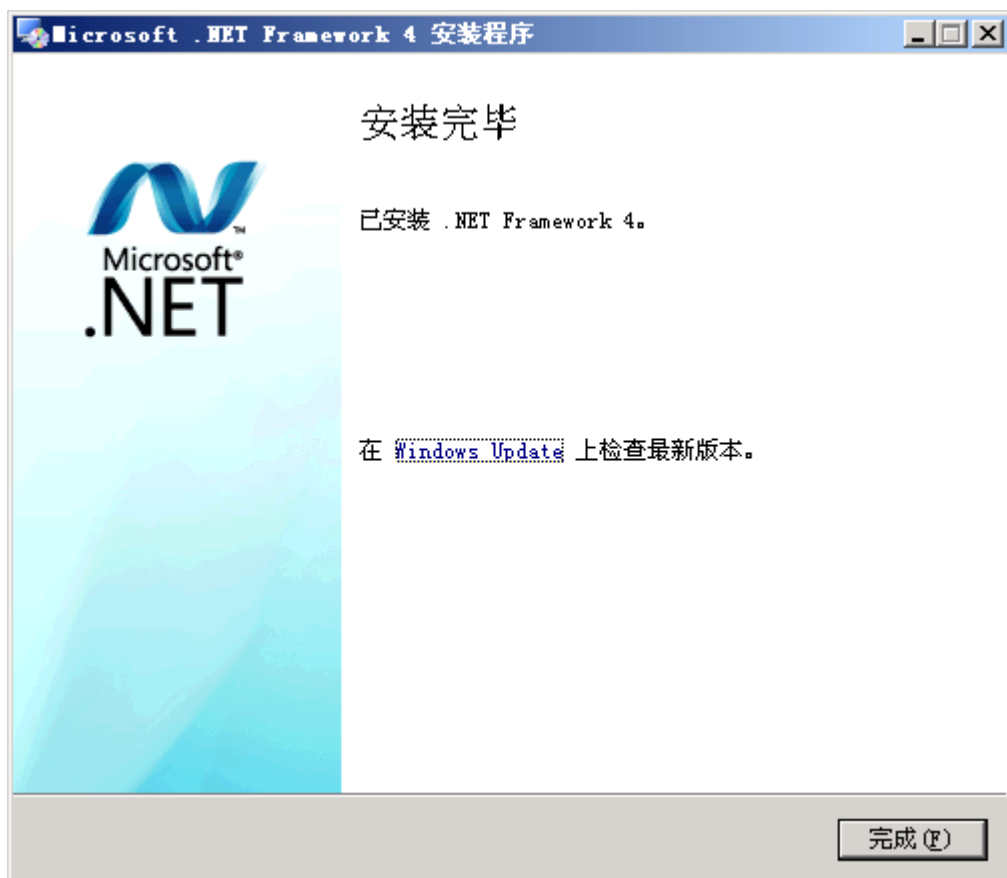 Microsoft .NET Framework 4 安装程序
安装完毕
已安装 .NET Framework 4。
Microsoft®
.NET
TM
在 Windows Update 上检查最新版本。
完成(F)